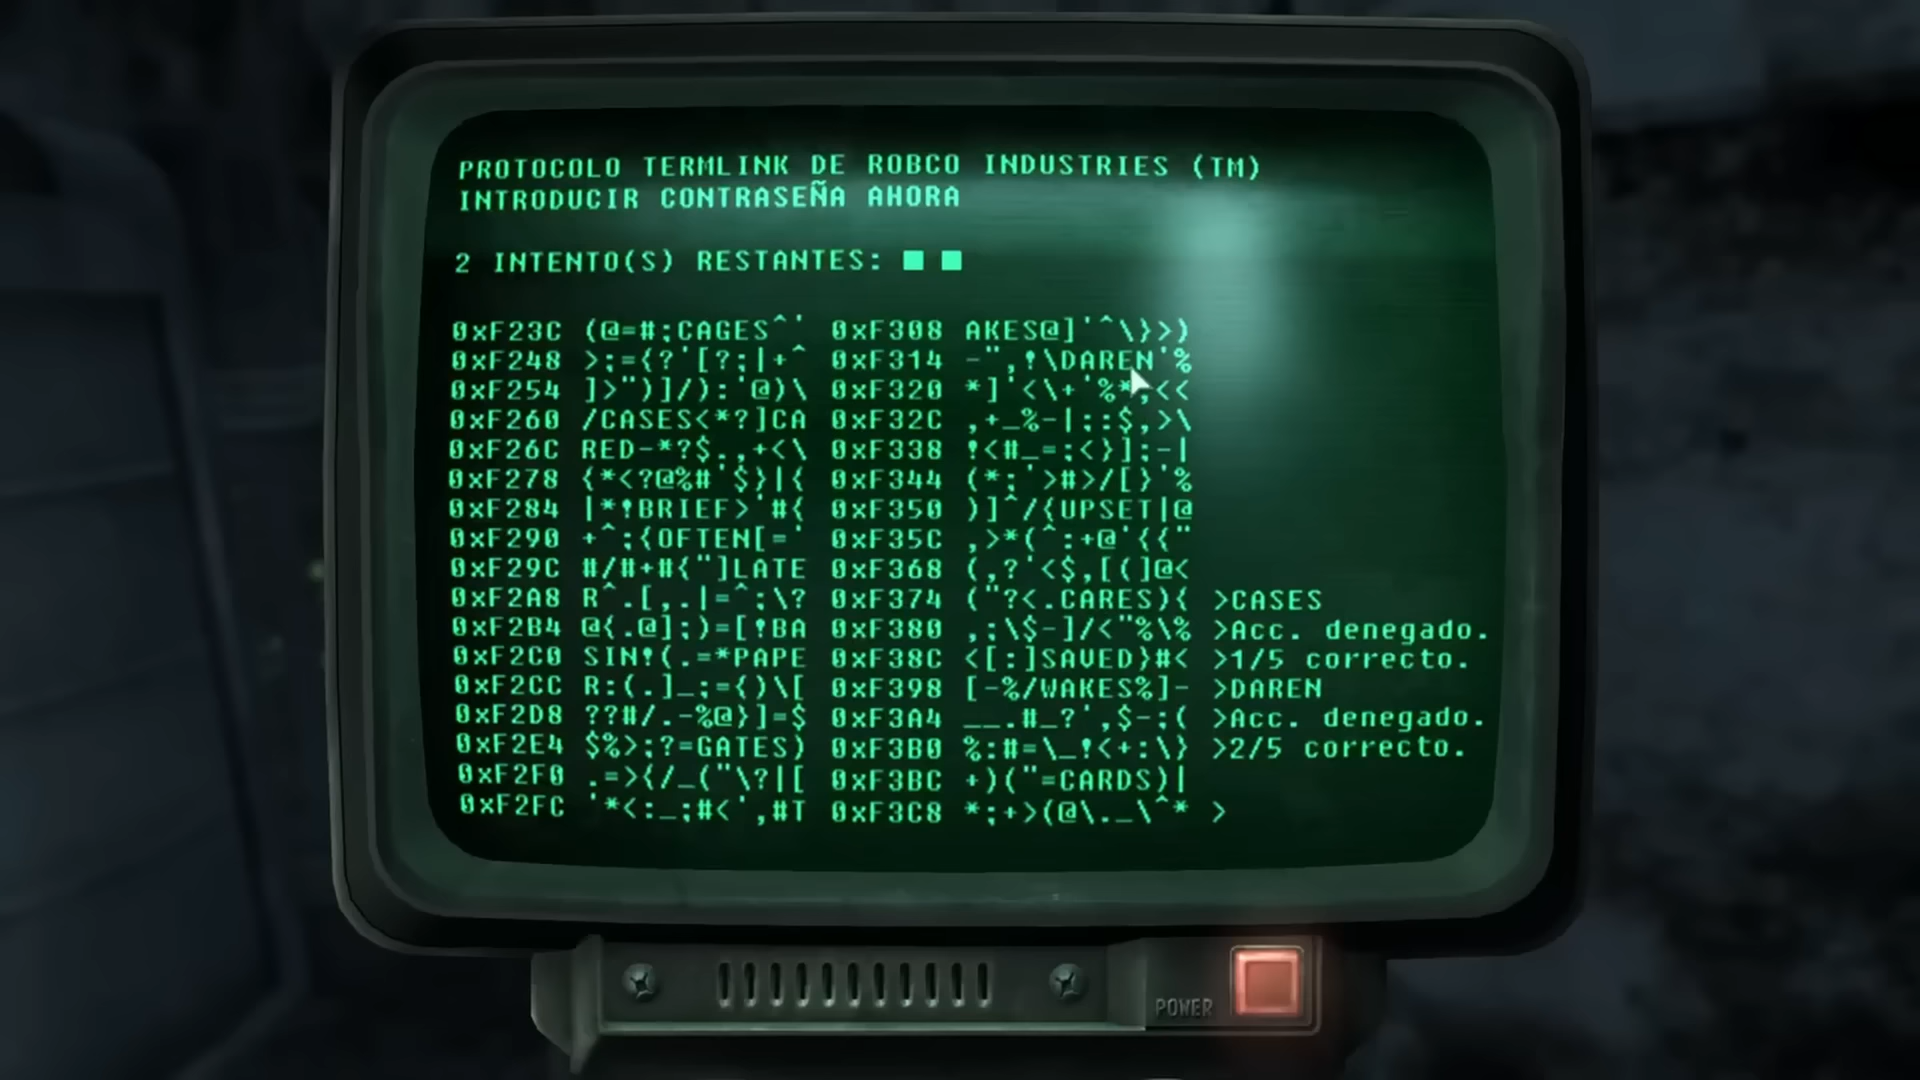 PROTOCOLO TERMLINK DE ROBCO INDUSTRIES (TM)
INTRODUCIR CONTRASEÑA AHORA
2 INTENTO(S) RESTANTES: ■ ■
0xF23C (@=#;CAGES^' 0xF308 AKES@]'^\}>)
0xF248 >;={?'[?;|+^ 0xF314 -",!\DAREN'%
0xF254 ]>")]/):'@)\ 0xF320 *]'<\+'%*,<<
0xF260 /CASES<*?]CA 0xF32C ,+_%-|;:$,>\
0xF26C RED-*?$.,+<\ 0xF338 !<#_=;<}];-|
0xF278 {*<?@%#'$}|{ 0xF344 (*;'>#>/[}'%
0xF284 |*!BRIEF>'#{ 0xF350 )]^/{UPSET|@
0xF290 +^;{OFTEN[=' 0xF35C ,>*(^:+@'{{"
0xF29C #/#+#{"]LATE 0xF368 (,?'<$,[(]@<
0xF2A8 R^.[,.|=^;\? 0xF374 ("?<.CARES){ >CASES
0xF2B4 @{.@];)=[!BA 0xF380 ,;\$-]/<"%\% >Acc. denegado.
0xF2C0 SIN!(.=*PAPE 0xF38C <[:]SAVED}#< >1/5 correcto.
0xF2CC R:(.]_;={)\[ 0xF398 [-%/WAKES%]- >DAREN
0xF2D8 ??#/.-%@}]=$ 0xF3A4 __.#_?',$-;( >Acc. denegado.
0xF2E4 $%>;?=GATES) 0xF3B0 %:#=\_!<+:\} >2/5 correcto.
0xF2F0 .=>{/_("\?|[ 0xF3BC +)("=CARDS)|
0xF2FC '*<:_;#<',#T 0xF3C8 *;+>(@\._\^* >
POWER